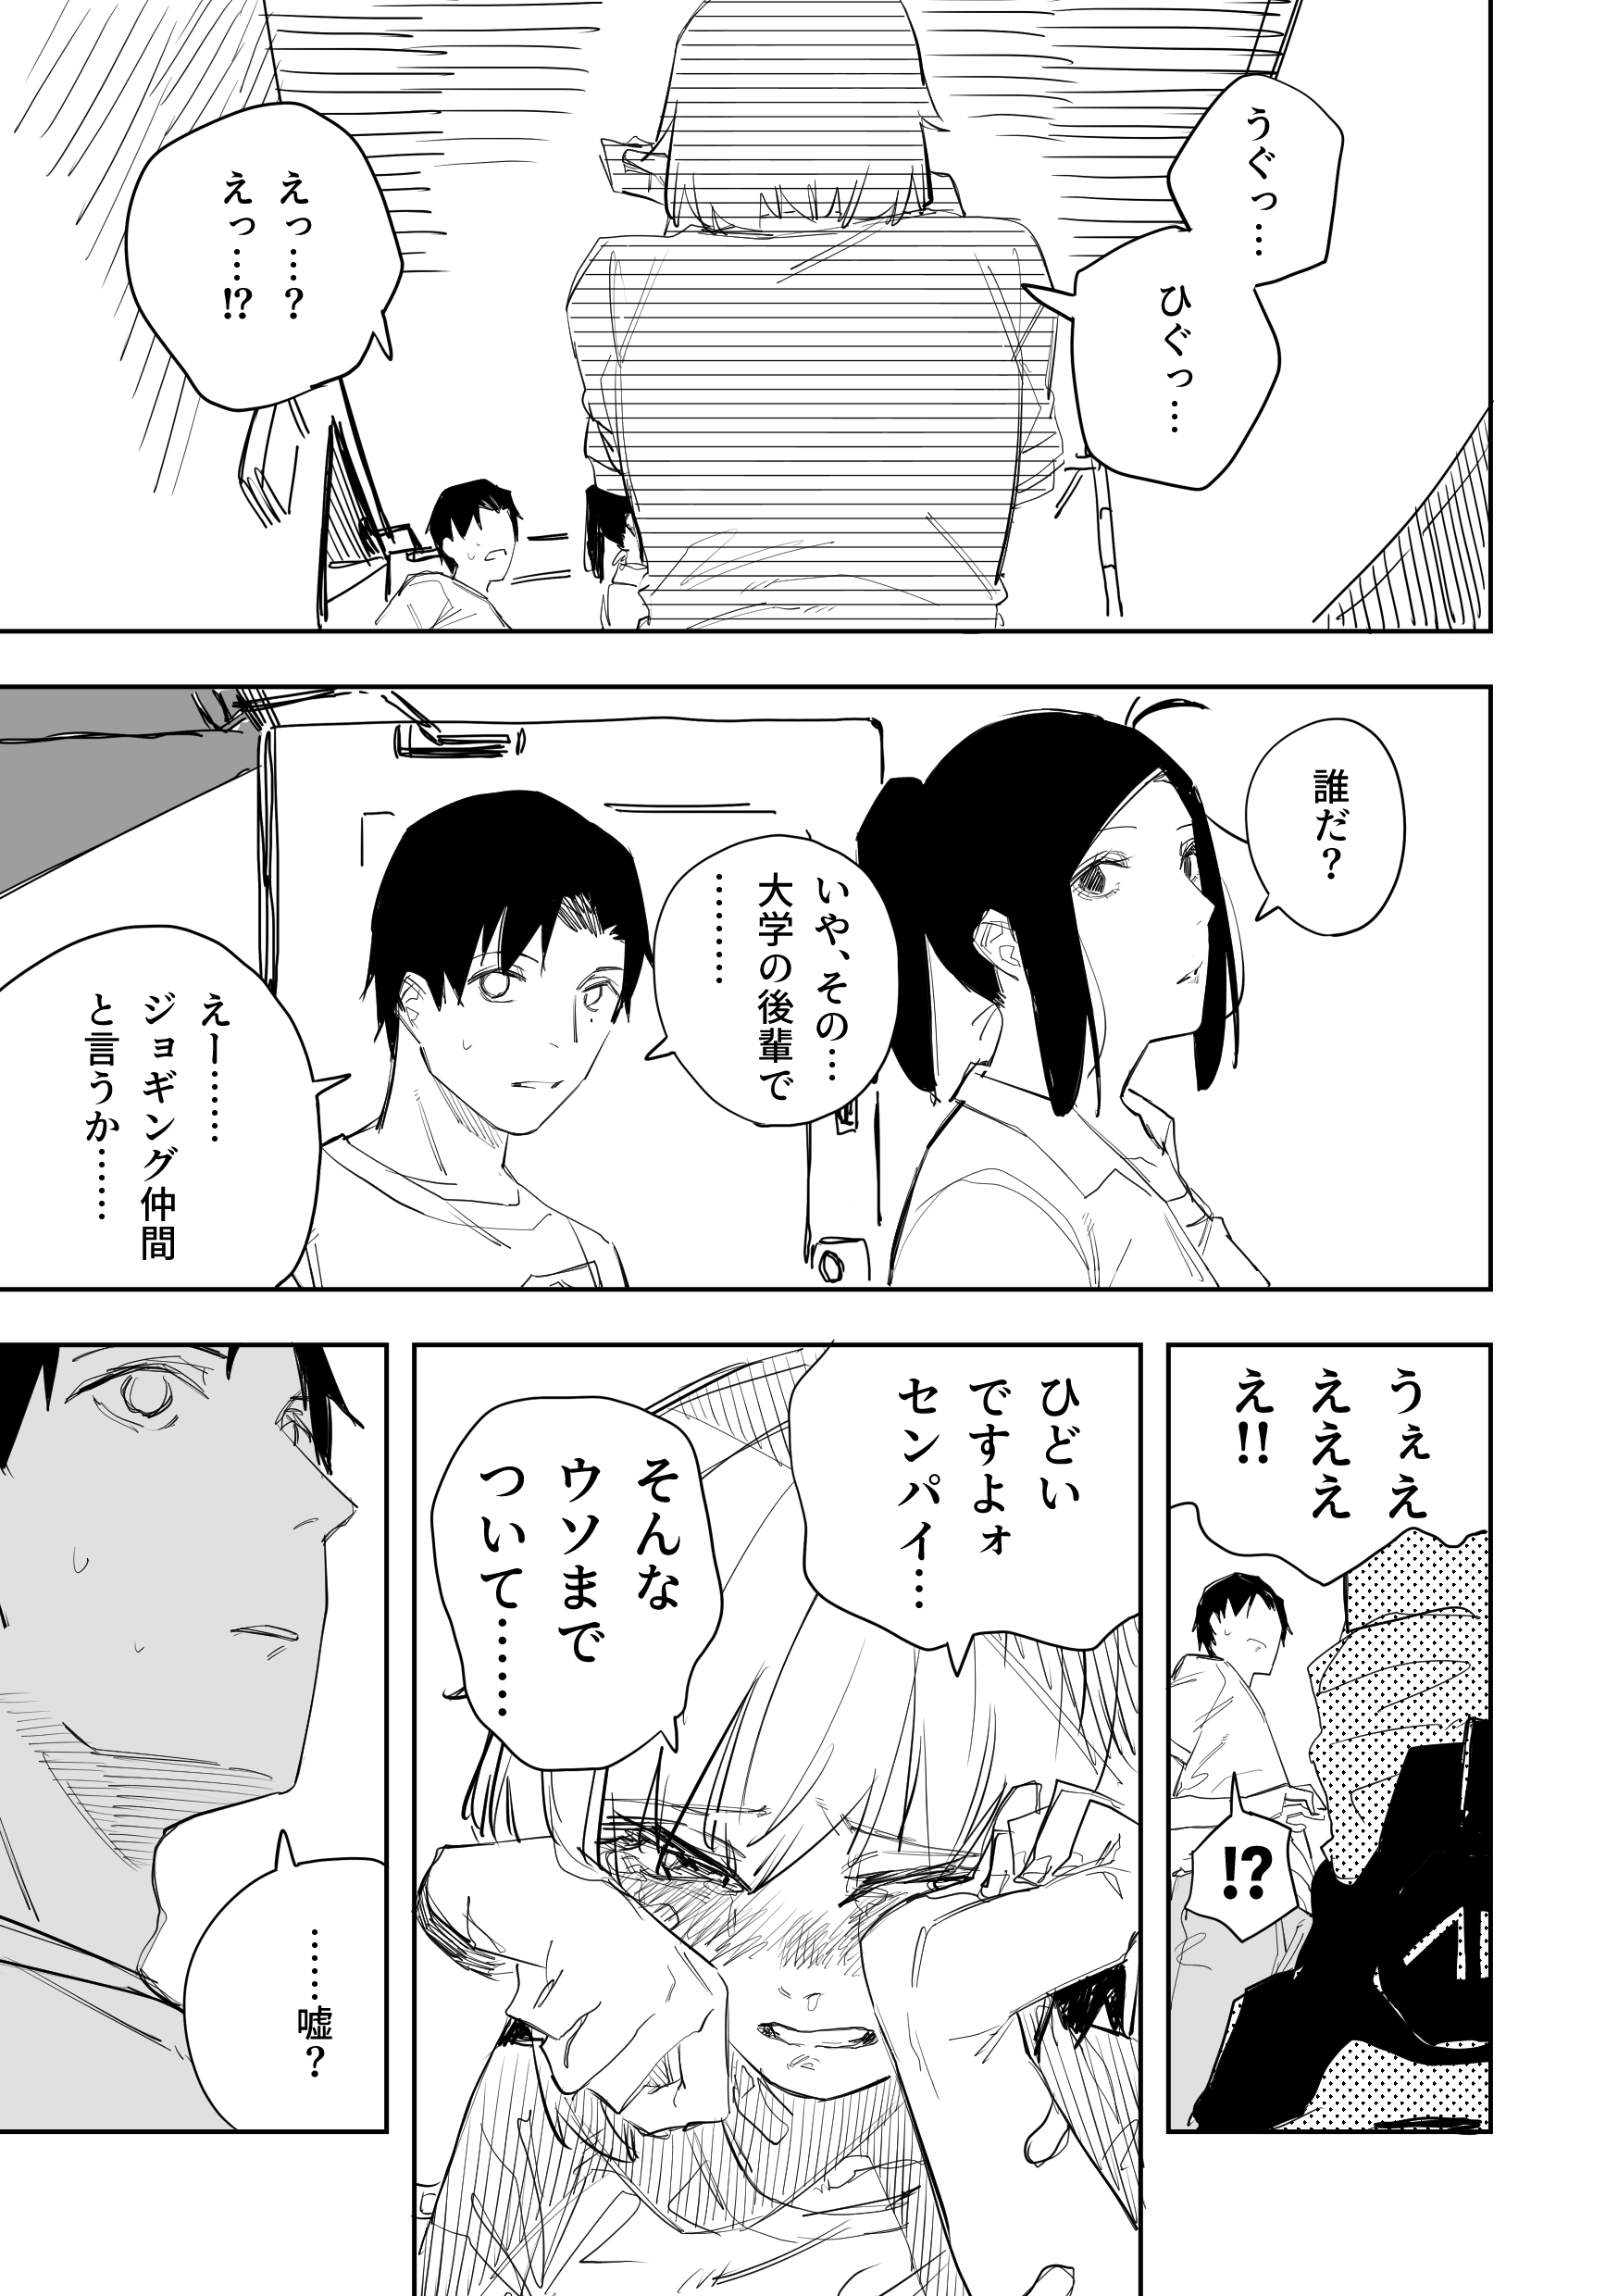 うぐっ…
ひぐっ…
えっ…?
えっ…!?
誰だ?
いや、その…
大学の後輩で
………
えー……
ジョギング仲間
と言うか……
うぇえ
えええ
え!!
!?
ひどい
ですよォ
センパイ…
そんな
ウソまで
ついて………
……嘘?